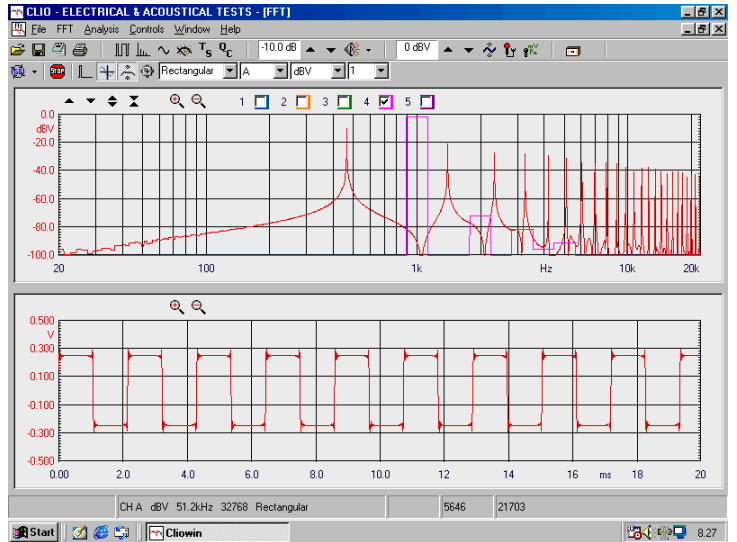 CLIO - ELECTRICAL & ACOUSTICAL TESTS - [FFT]
File FFT Analysis Controls Window Help
Ts Qc -10.0 dB 0 dBV
STOP Rectangular A dBV 1
1 2 3 4 5
0.0
dBV
-20.0
-40.0
-60.0
-80.0
-100.0
20 100 1k Hz 10k 20k
0.500
V
0.300
0.100
-0.100
-0.300
-0.500
0.00 2.0 4.0 6.0 8.0 10.0 12 14 16 ms 18 20
CH A dBV 51.2kHz 32768 Rectangular 5646 21703
Start Cliowin 8.27